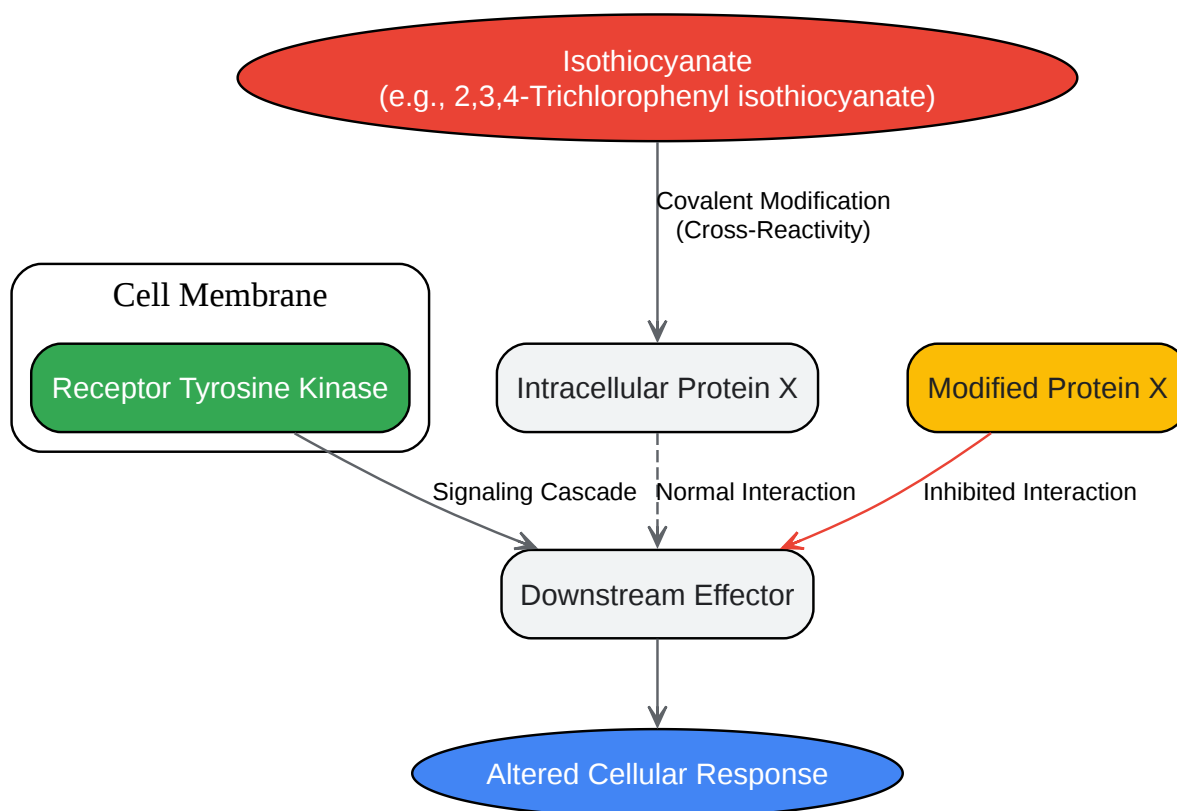 Isothiocyanate
(e.g., 2,3,4-Trichlorophenyl isothiocyanate)
Covalent Modification
(Cross-Reactivity)
Cell Membrane
Receptor Tyrosine Kinase
Intracellular Protein X
Modified Protein X
Signaling Cascade
Normal Interaction
Inhibited Interaction
Downstream Effector
Altered Cellular Response